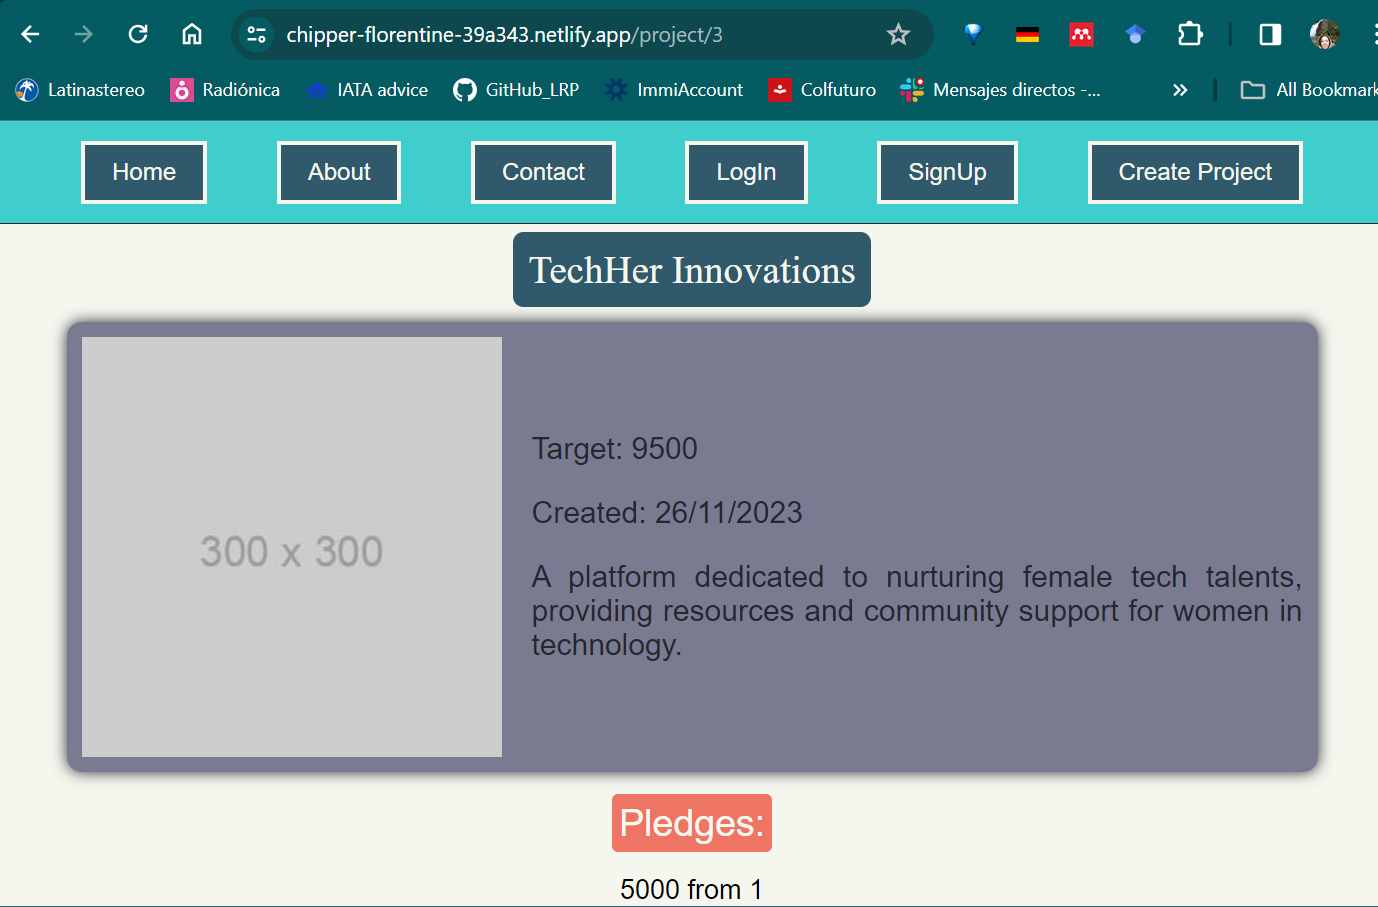 chipper-florentine-39a343.netlify.app/project/3
Latinastereo Radiónica IATA advice GitHub_LRP ImmiAccount Colfuturo Mensajes directos -... All Bookmark
Home About Contact LogIn SignUp Create Project
TechHer Innovations
300 x 300
Target: 9500
Created: 26/11/2023
A platform dedicated to nurturing female tech talents,
providing resources and community support for women in
technology.
Pledges:
5000 from 1